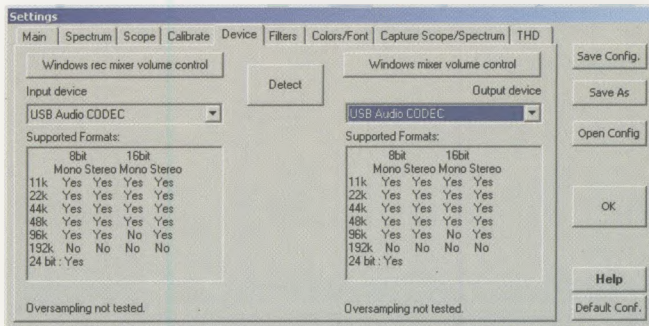 Settings
Main Spectrum Scope Calibrate Device Filters Colors/Font Capture Scope/Spectrum THD
Windows rec mixer volume control
Input device
USB Audio CODEC
Supported Formats:
8bit 16bit
Mono Stereo Mono Stereo
11k Yes Yes Yes Yes
22k Yes Yes Yes Yes
44k Yes Yes Yes Yes
48k Yes Yes Yes Yes
96k Yes Yes No Yes
192k No No No No
24 bit : Yes
Oversampling not tested.
Detect
Windows mixer volume control
Output device
USB Audio CODEC
Supported Formats:
8bit 16bit
Mono Stereo Mono Stereo
11k Yes Yes Yes Yes
22k Yes Yes Yes Yes
44k Yes Yes Yes Yes
48k Yes Yes Yes Yes
96k Yes Yes No Yes
192k No No No No
24 bit : Yes
Oversampling not tested.
Save Config.
Save As
Open Config
OK
Help
Default Conf.